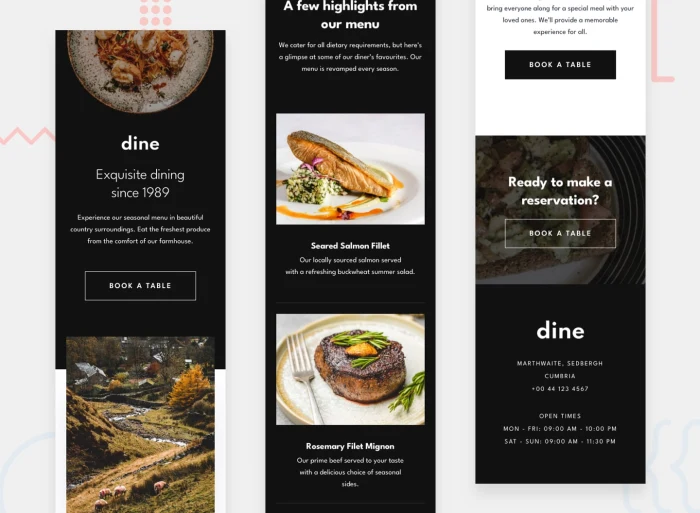 dine
Exquisite dining
since 1989
Experience our seasonal menu in beautiful
country surroundings. Eat the freshest produce
from the comfort of our farmhouse.
BOOK A TABLE
A few highlights from
our menu
We cater for all dietary requirements, but here's
a glimpse at some of our diner's favourites. Our
menu is revamped every season.
Seared Salmon Fillet
Our locally sourced salmon served
with a refreshing buckwheat summer salad.
Rosemary Filet Mignon
Our prime beef served to your taste
with a delicious choice of seasonal
sides.
bring everyone along for a special meal with your
loved ones. We'll provide a memorable
experience for all.
BOOK A TABLE
Ready to make a
reservation?
BOOK A TABLE
dine
MARTHWAITE, SEDBERGH
CUMBRIA
+00 44 123 4567
OPEN TIMES
MON - FRI: 09:00 AM - 10:00 PM
SAT - SUN: 09:00 AM - 11:30 PM